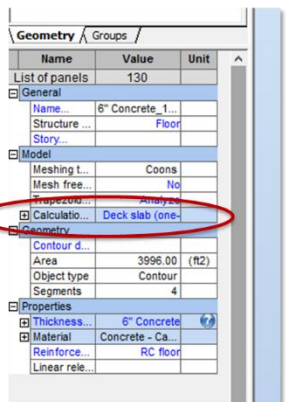 Geometry / Groups
Name Value Unit
List of panels 130
General
Name... 6" Concrete_1...
Structure ... Floor
Story...
Model
Meshing t... Coons
Mesh free... No
Trapezoid... Analyze
Calculatio... Deck slab (one-
Geometry
Contour d...
Area 3996.00 (ft2)
Object type Contour
Segments 4
Properties
Thickness... 6" Concrete
Material Concrete - Ca...
Reinforce... RC floor
Linear rele...